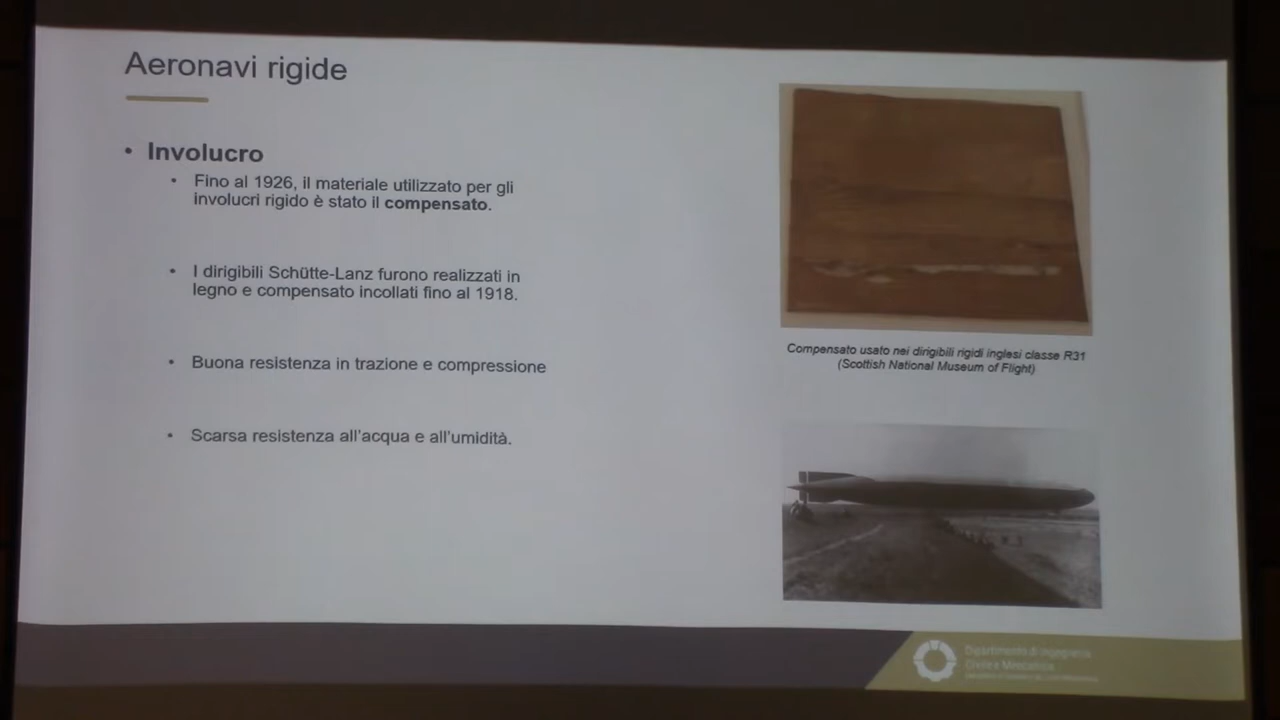 Aeronavi rigide
• Involucro
• Fino al 1926, il materiale utilizzato per gli
involucri rigido è stato il compensato.
• I dirigibili Schütte-Lanz furono realizzati in
legno e compensato incollati fino al 1918.
• Buona resistenza in trazione e compressione
• Scarsa resistenza all'acqua e all'umidità.
Compensato usato nei dirigibili rigidi inglesi classe R31
(Scottish National Museum of Flight)
Dipartimento di Ingegneria
Civile e Meccanica